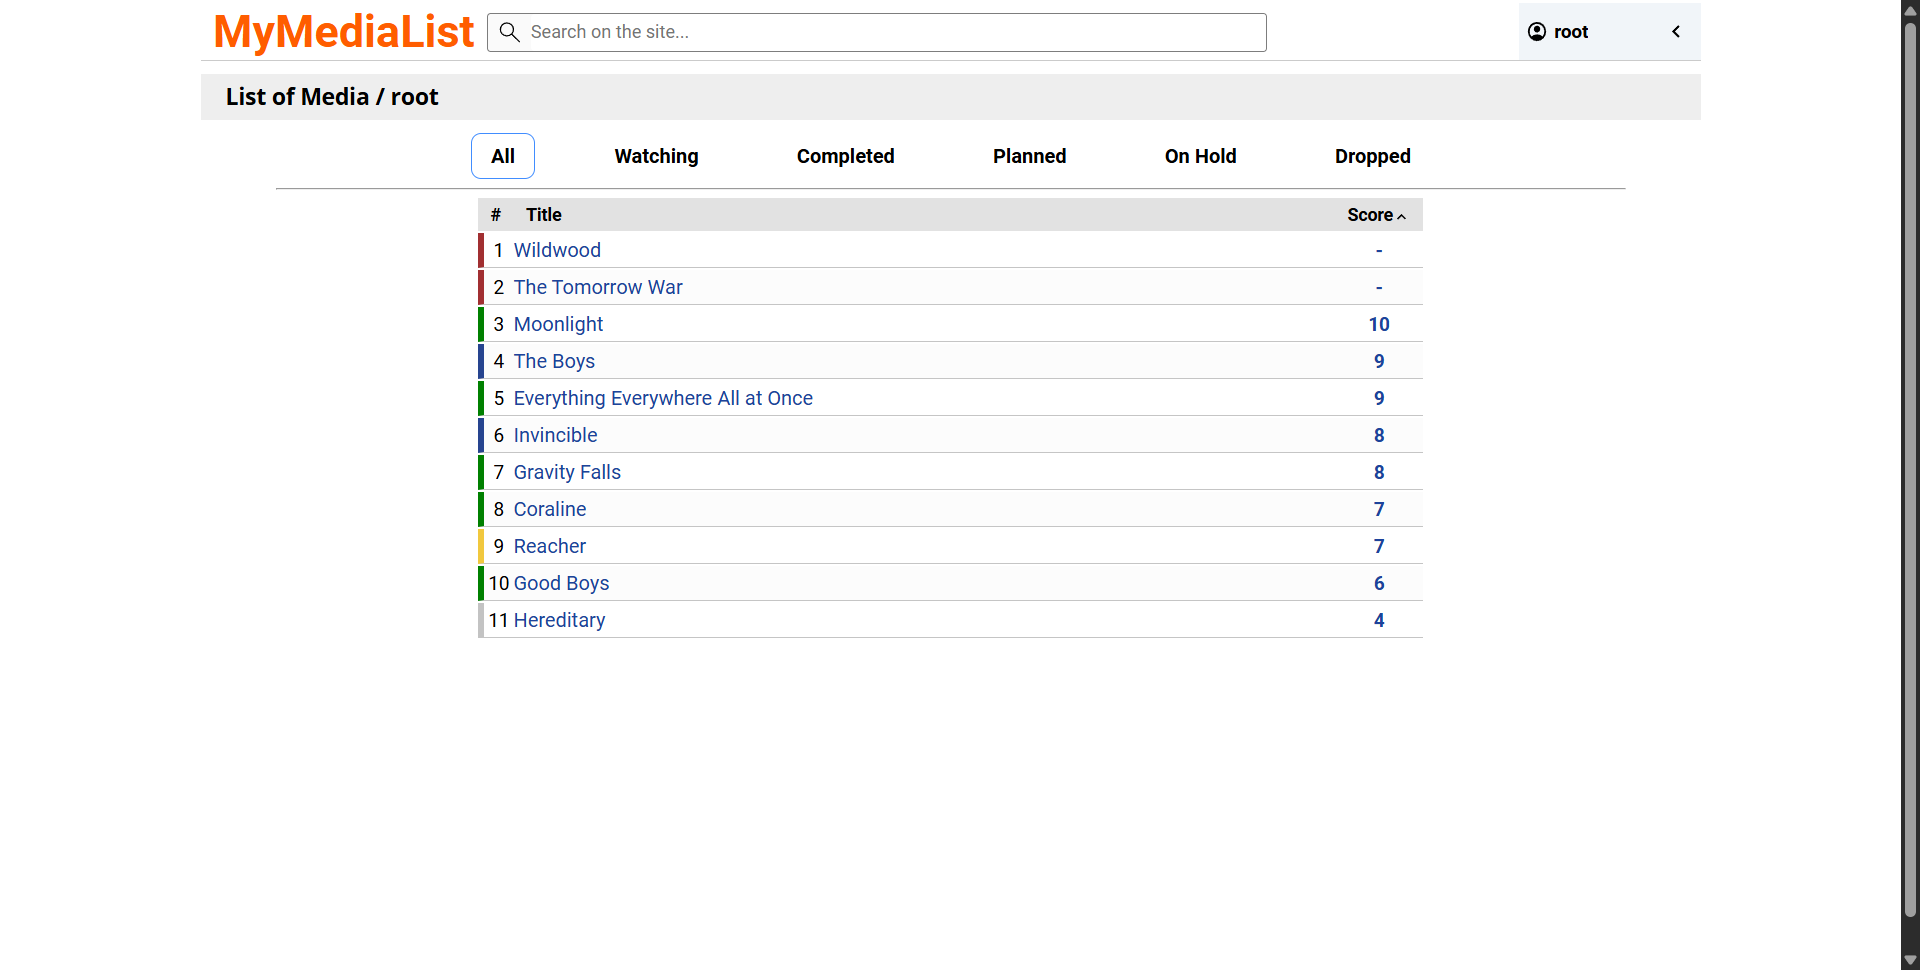 MyMediaList Search on the site... root
List of Media / root
All Watching Completed Planned On Hold Dropped
# Title Score
1 Wildwood -
2 The Tomorrow War -
3 Moonlight 10
4 The Boys 9
5 Everything Everywhere All at Once 9
6 Invincible 8
7 Gravity Falls 8
8 Coraline 7
9 Reacher 7
10 Good Boys 6
11 Hereditary 4